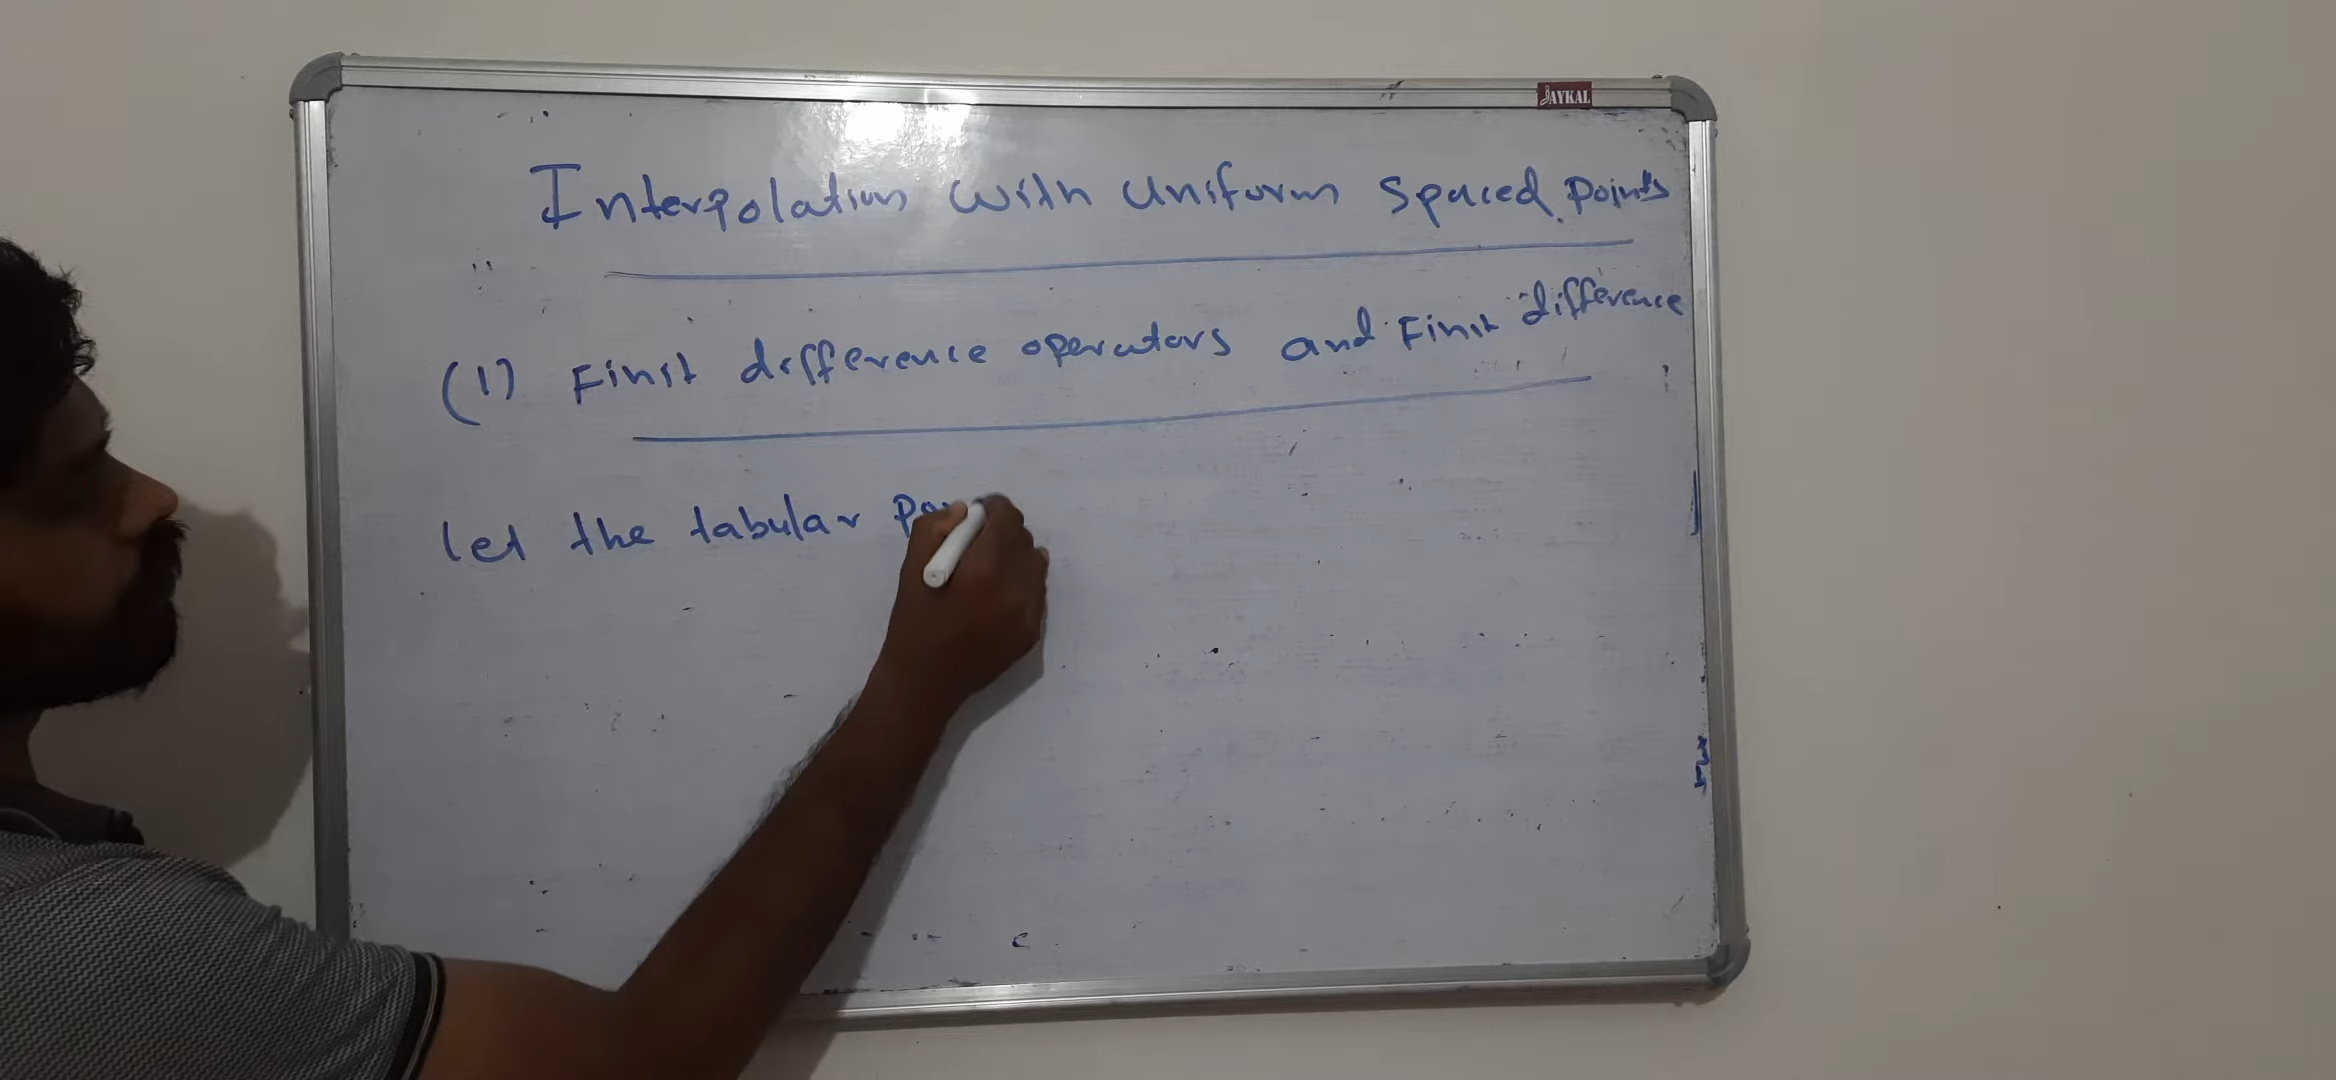 JAYKAL
Interpolation with uniform spaced points
(1) Finit difference operators and Finit difference
let the tabular